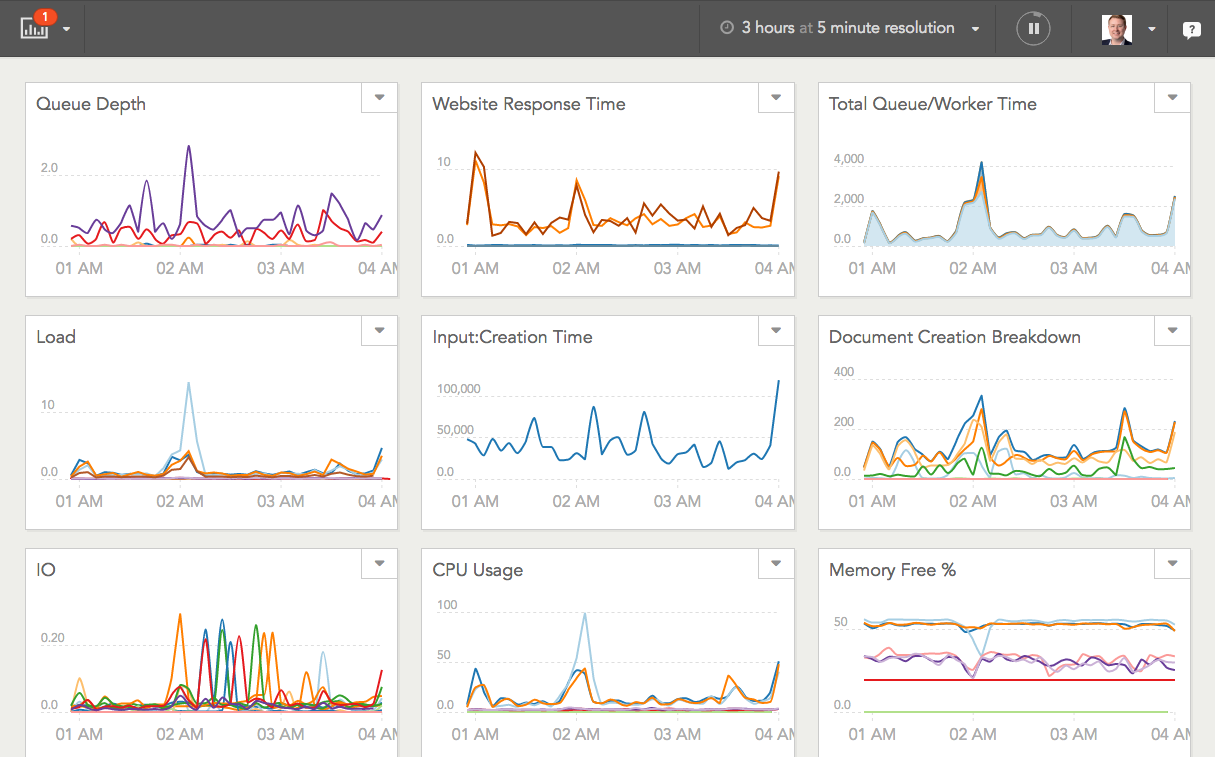 1
3 hours at 5 minute resolution
?
Queue Depth
2.0
0.0
01 AM 02 AM 03 AM 04 AM
Website Response Time
10
0.0
01 AM 02 AM 03 AM 04 AM
Total Queue/Worker Time
4,000
2,000
0.0
01 AM 02 AM 03 AM 04 AM
Load
10
0.0
01 AM 02 AM 03 AM 04 AM
Input:Creation Time
100,000
50,000
0.0
01 AM 02 AM 03 AM 04 AM
Document Creation Breakdown
400
200
0.0
01 AM 02 AM 03 AM 04 AM
IO
0.20
0.0
01 AM 02 AM 03 AM 04 AM
CPU Usage
100
50
0.0
01 AM 02 AM 03 AM 04 AM
Memory Free %
50
0.0
01 AM 02 AM 03 AM 04 AM